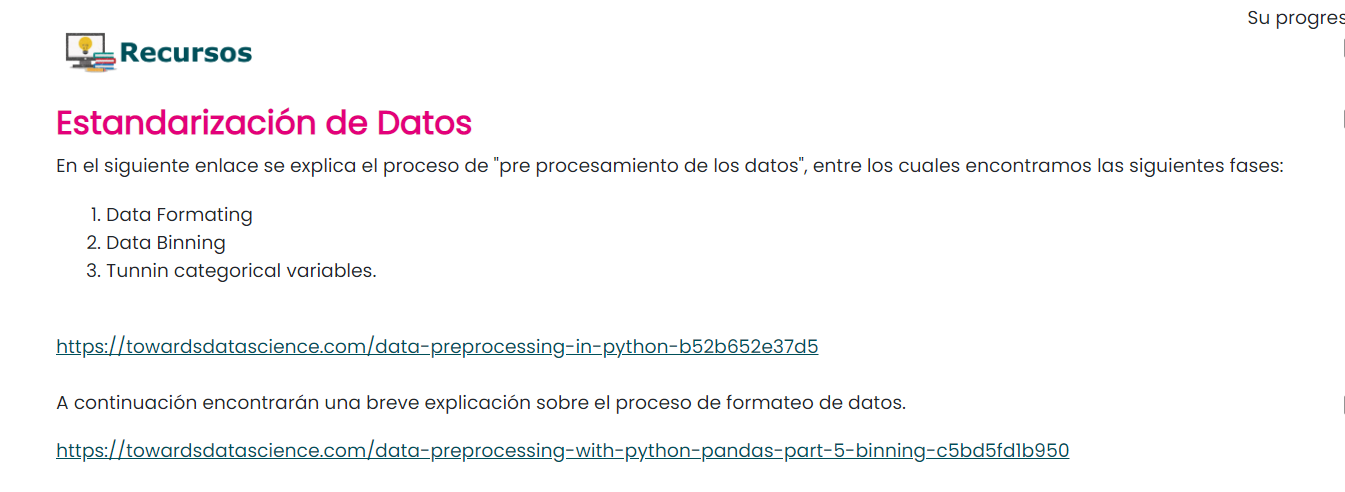 Su progres
Recursos
Estandarización de Datos
En el siguiente enlace se explica el proceso de "pre procesamiento de los datos", entre los cuales encontramos las siguientes fases:
1. Data Formating
2. Data Binning
3. Tunnin categorical variables.
https://towardsdatascience.com/data-preprocessing-in-python-b52b652e37d5
A continuación encontrarán una breve explicación sobre el proceso de formateo de datos.
https://towardsdatascience.com/data-preprocessing-with-python-pandas-part-5-binning-c5bd5fd1b950